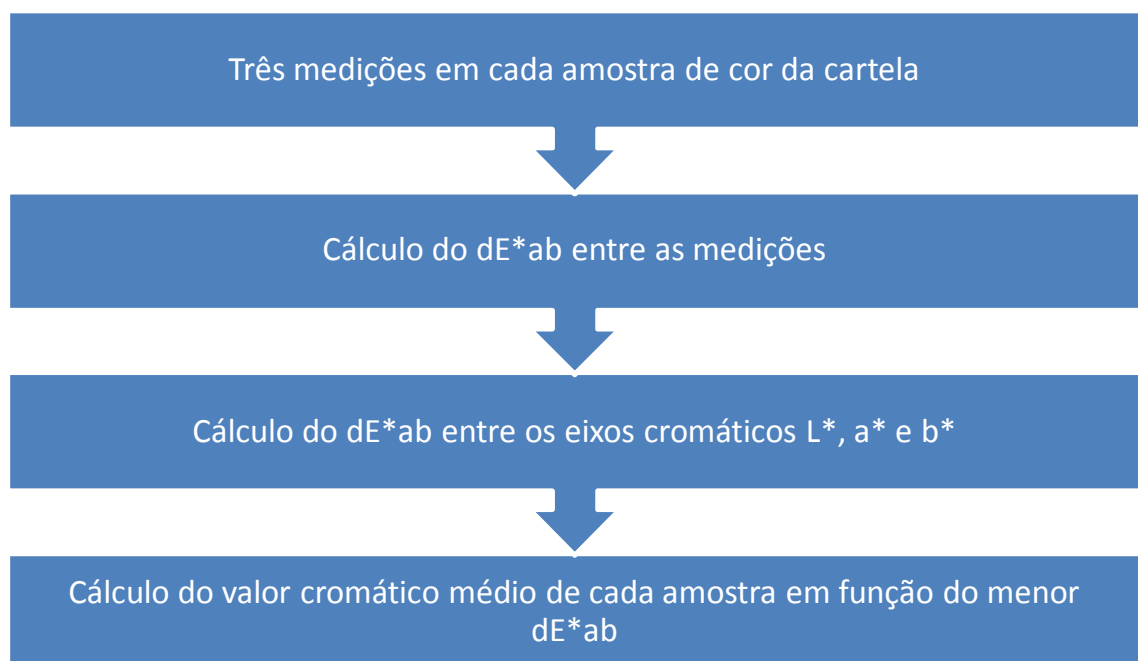 Três medições em cada amostra de cor da cartela
Cálculo do dE*ab entre as medições
Cálculo do dE*ab entre os eixos cromáticos L*, a* e b*
Cálculo do valor cromático médio de cada amostra em função do menor
dE*ab